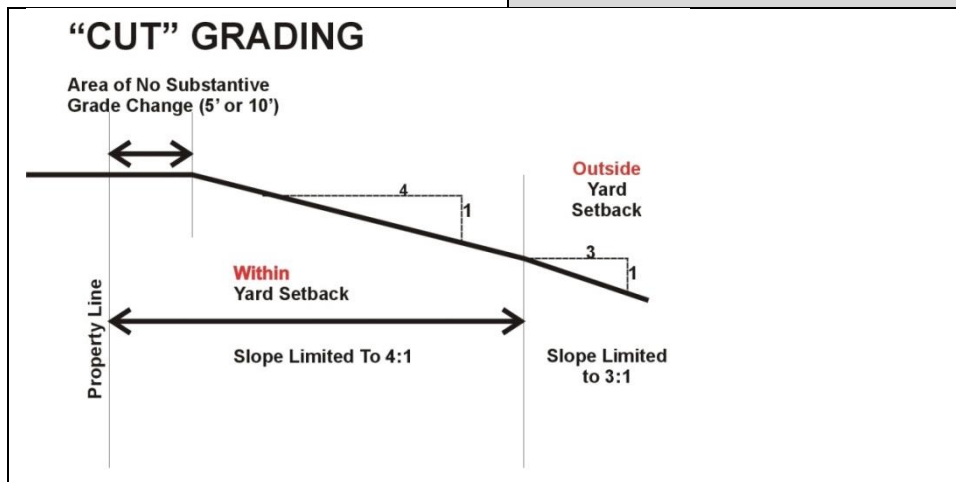 “CUT” GRADING
Area of No Substantive
Grade Change (5’ or 10’)
4
1
Outside
Yard
Setback
3
1
Within
Yard Setback
Property Line
Slope Limited To 4:1
Slope Limited
to 3:1